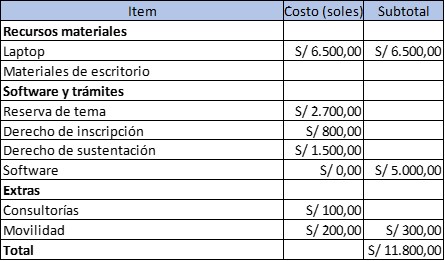 Item Costo (soles) Subtotal
Recursos materiales
Laptop S/ 6.500,00 S/ 6.500,00
Materiales de escritorio
Software y trámites
Reserva de tema S/ 2.700,00
Derecho de inscripción S/ 800,00
Derecho de sustentación S/ 1.500,00
Software S/ 0,00 S/ 5.000,00
Extras
Consultorías S/ 100,00
Movilidad S/ 200,00 S/ 300,00
Total S/ 11.800,00